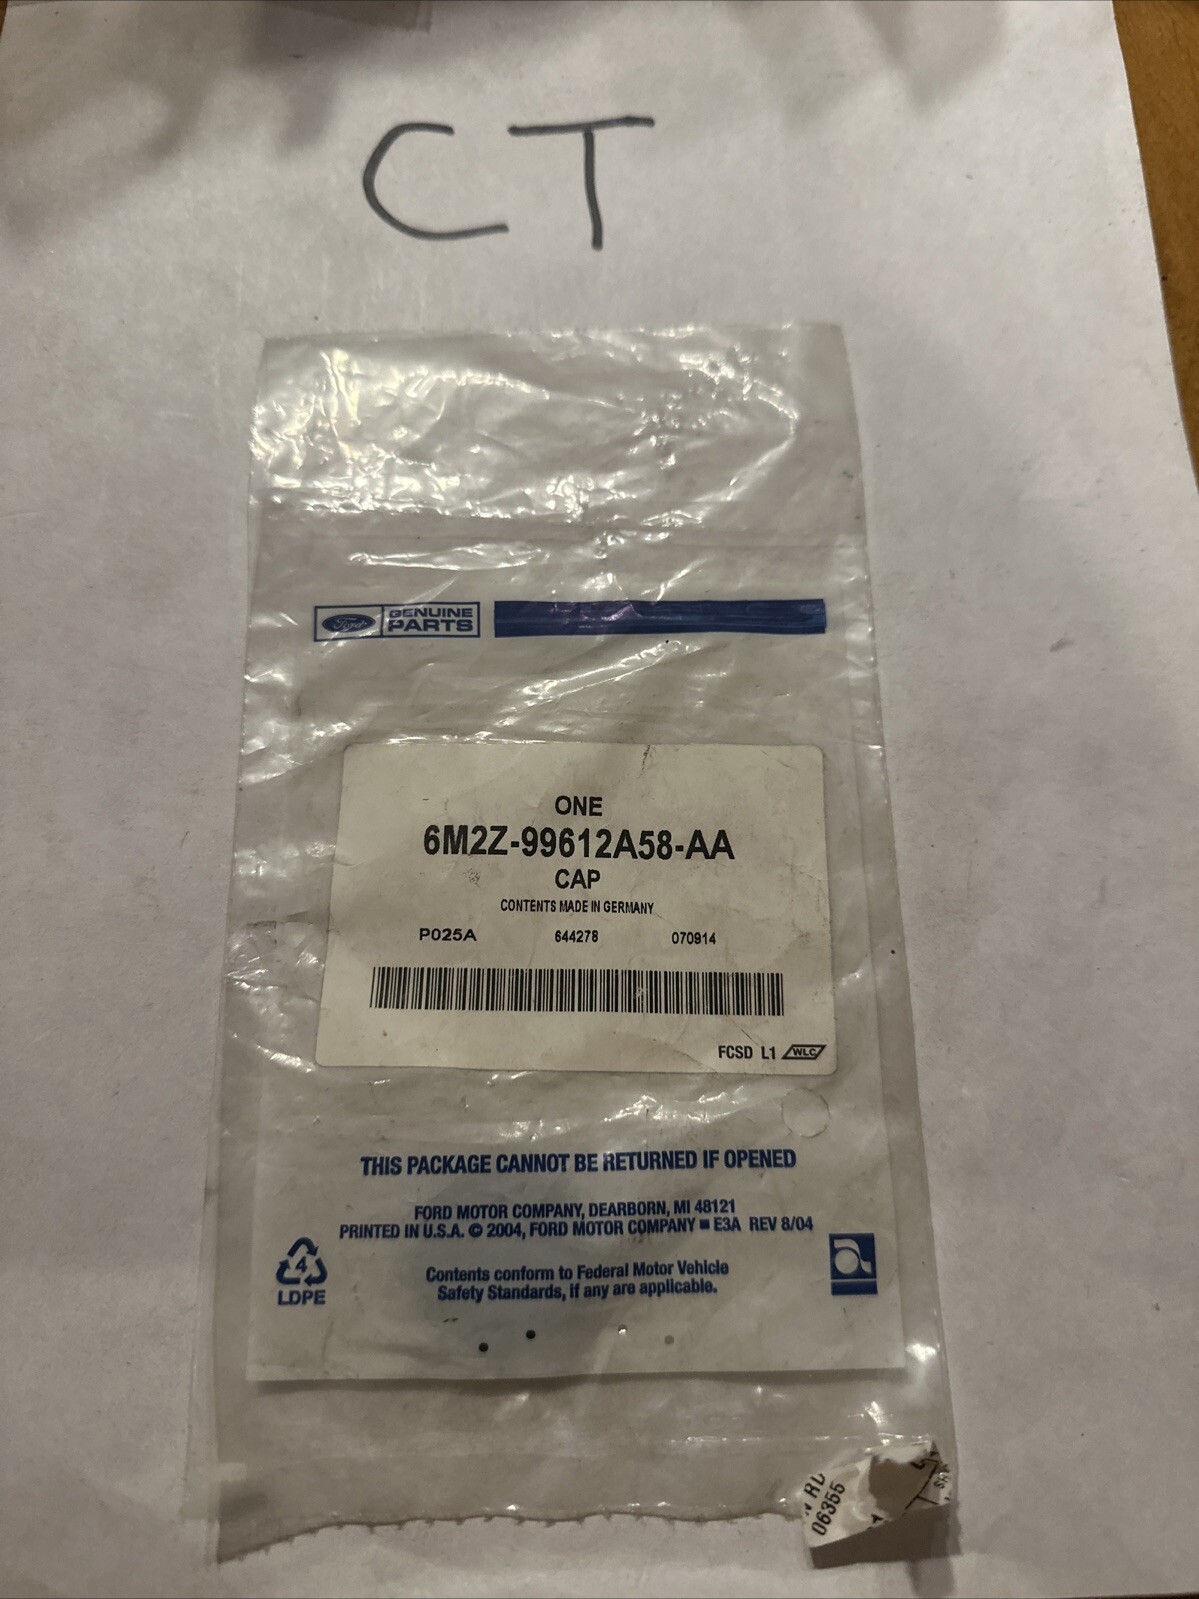 CT
Ford
GENUINE
PARTS
ONE
6M2Z-99612A58-AA
CAP
CONTENTS MADE IN GERMANY
P025A 644278 070914
FCSD L1 WLC
THIS PACKAGE CANNOT BE RETURNED IF OPENED
FORD MOTOR COMPANY, DEARBORN, MI 48121
PRINTED IN U.S.A. © 2004, FORD MOTOR COMPANY ■ E3A REV 8/04
4
LDPE
Contents conform to Federal Motor Vehicle
Safety Standards, if any are applicable.
RD
06355